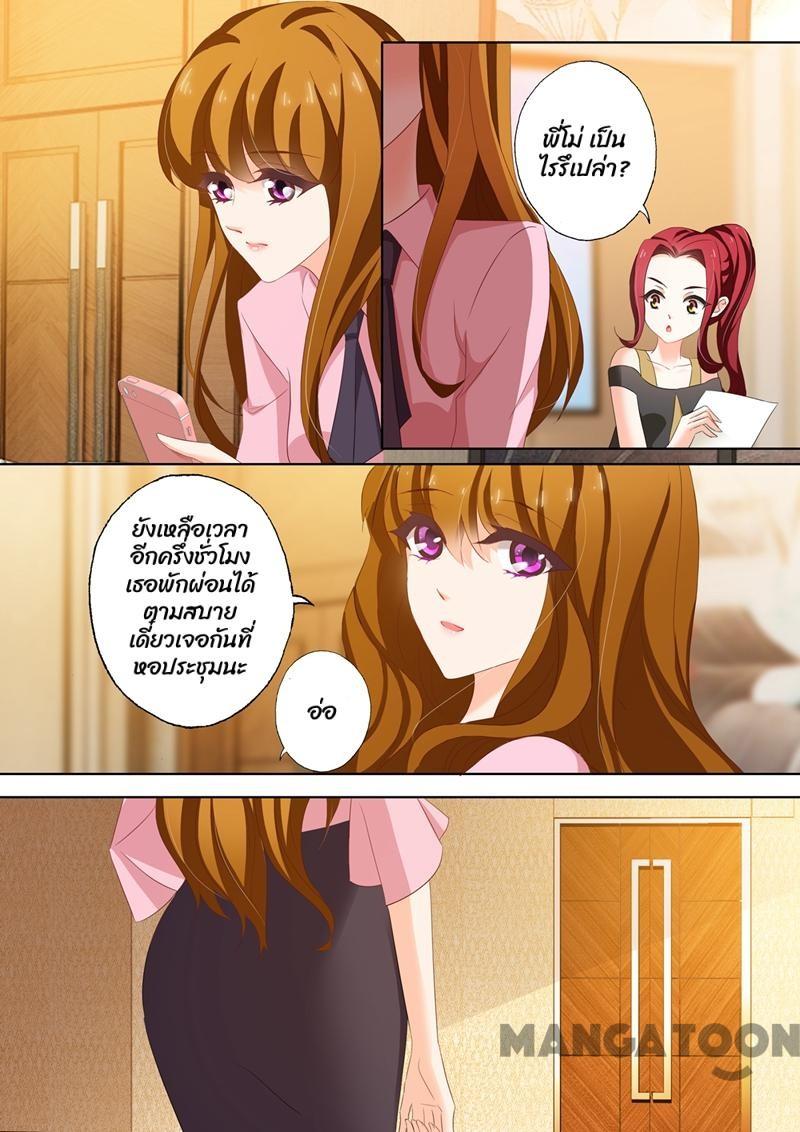 พี่โม่ เป็น
ไรรึเปล่า?
ยังเหลือเวลา
อีกครึ่งชั่วโมง
เธอพักผ่อนได้
ตามสบาย
เดี๋ยวเจอกันที่
หอประชุมนะ
อ่อ
MANGATOON